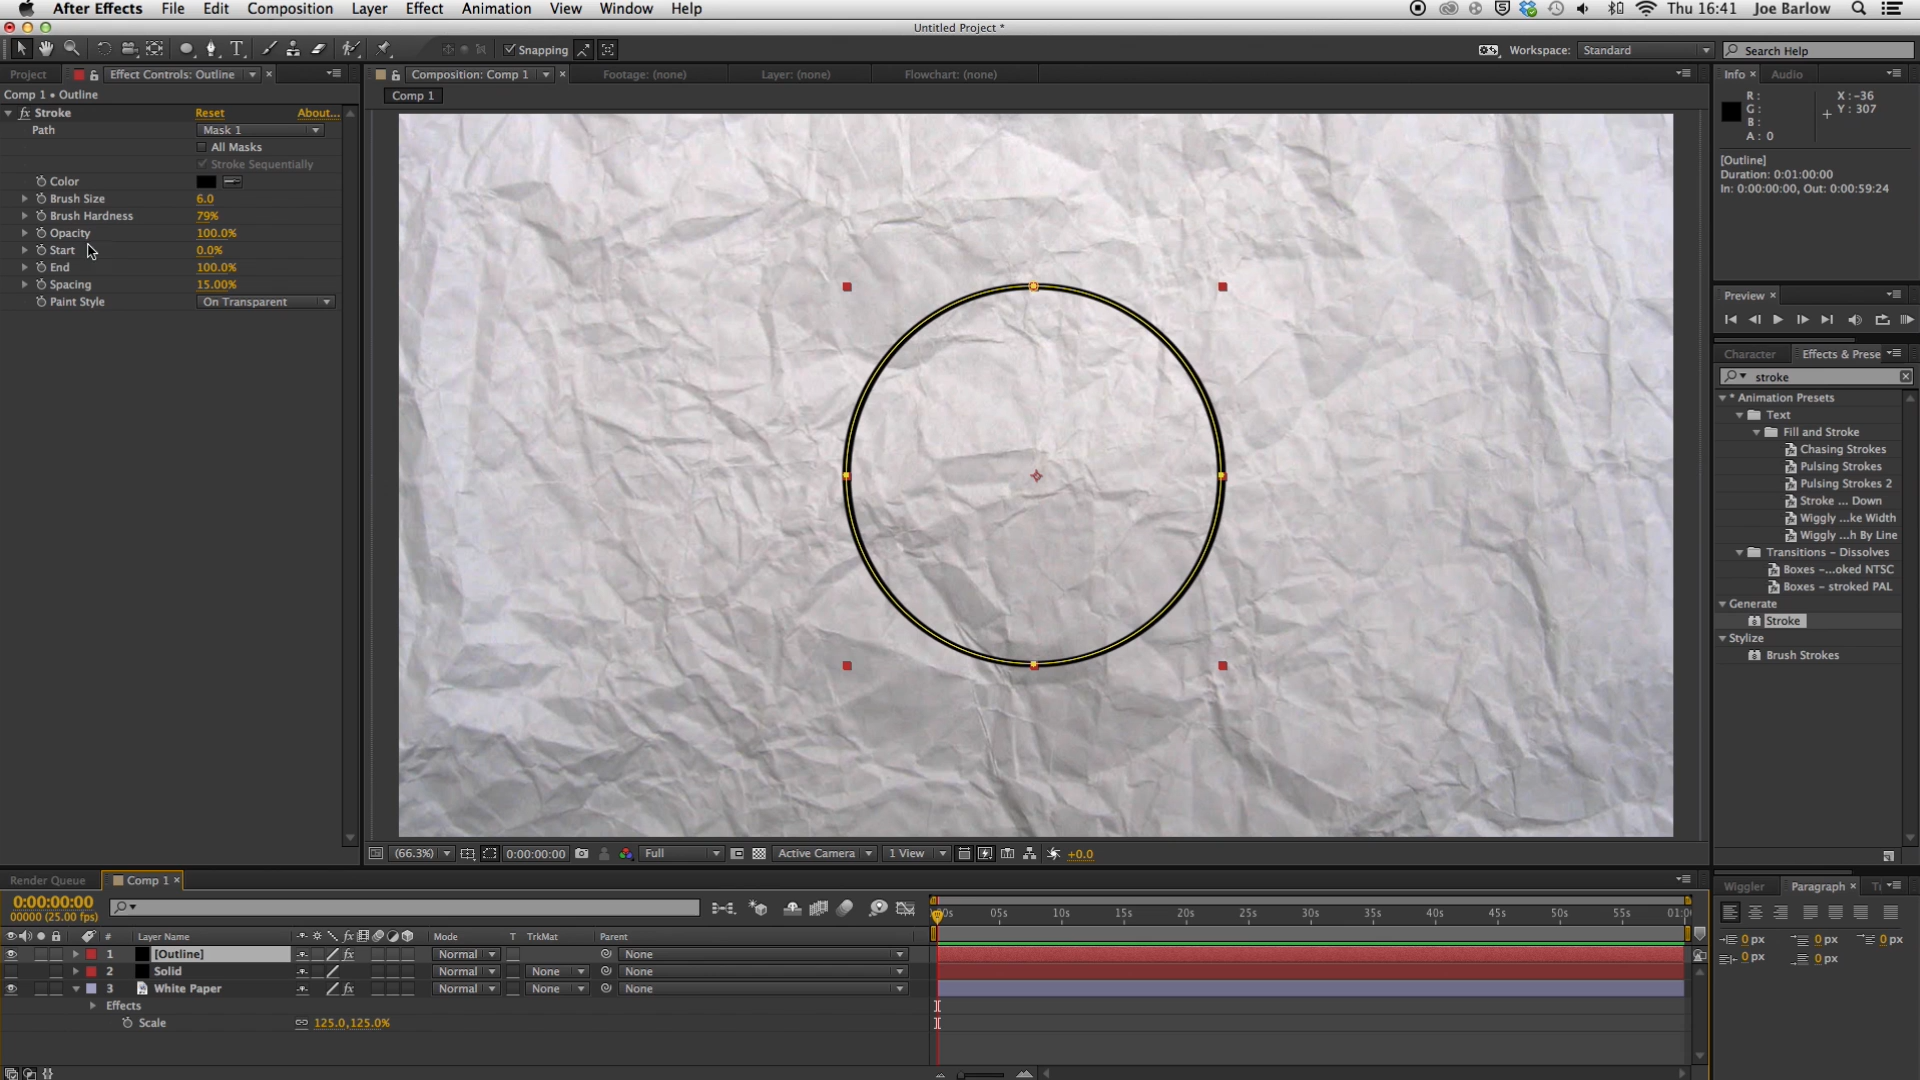 After Effects File Edit Composition Layer Effect Animation View Window Help Thu 16:41 Joe Barlow
Untitled Project *
Snapping Workspace: Standard Search Help
Project Effect Controls: Outline × Composition: Comp 1 × Footage: (none) Layer: (none) Flowchart: (none) Info × Audio
Comp 1 • Outline
Comp 1
fx Stroke Reset About...
Path Mask 1
All Masks
Stroke Sequentially
Color
Brush Size 6.0
Brush Hardness 79%
Opacity 100.0%
Start 0.0%
End 100.0%
Spacing 15.00%
Paint Style On Transparent
R :
G :
B :
A : 0
X : -36
Y : 307
[Outline]
Duration: 0:01:00:00
In: 0:00:00:00, Out: 0:00:59:24
Preview ×
Character Effects & Prese
stroke
* Animation Presets
Text
Fill and Stroke
Chasing Strokes
Pulsing Strokes
Pulsing Strokes 2
Stroke ... Down
Wiggly ...ke Width
Wiggly ...h By Line
Transitions – Dissolves
Boxes –...oked NTSC
Boxes – stroked PAL
Generate
Stroke
Stylize
Brush Strokes
(66.3%) 0:00:00:00 Full Active Camera 1 View +0.0
Render Queue Comp 1 ×
0:00:00:00
00000 (25.00 fps)
05s 10s 15s 20s 25s 30s 35s 40s 45s 50s 55s
# Layer Name fx Mode T TrkMat Parent
1 [Outline] fx Normal None
2 Solid Normal None None
3 White Paper fx Normal None None
Effects
Scale 125.0,125.0%
Wiggler Paragraph ×
0 px 0 px 0 px
0 px 0 px